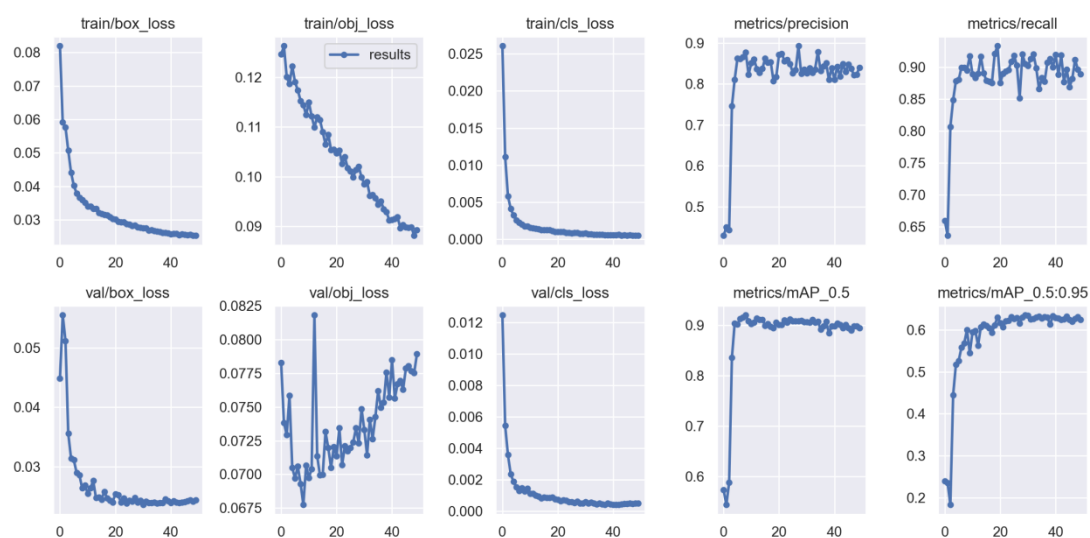 train/box_loss
0.08
0.07
0.06
0.05
0.04
0.03
0 20 40
train/obj_loss
results
0.12
0.11
0.10
0.09
0 20 40
train/cls_loss
0.025
0.020
0.015
0.010
0.005
0.000
0 20 40
metrics/precision
0.9
0.8
0.7
0.6
0.5
0 20 40
metrics/recall
0.90
0.85
0.80
0.75
0.70
0.65
0 20 40
val/box_loss
0.05
0.04
0.03
0 20 40
val/obj_loss
0.0825
0.0800
0.0775
0.0750
0.0725
0.0700
0.0675
0 20 40
val/cls_loss
0.012
0.010
0.008
0.006
0.004
0.002
0.000
0 20 40
metrics/mAP_0.5
0.9
0.8
0.7
0.6
0 20 40
metrics/mAP_0.5:0.95
0.6
0.5
0.4
0.3
0.2
0 20 40